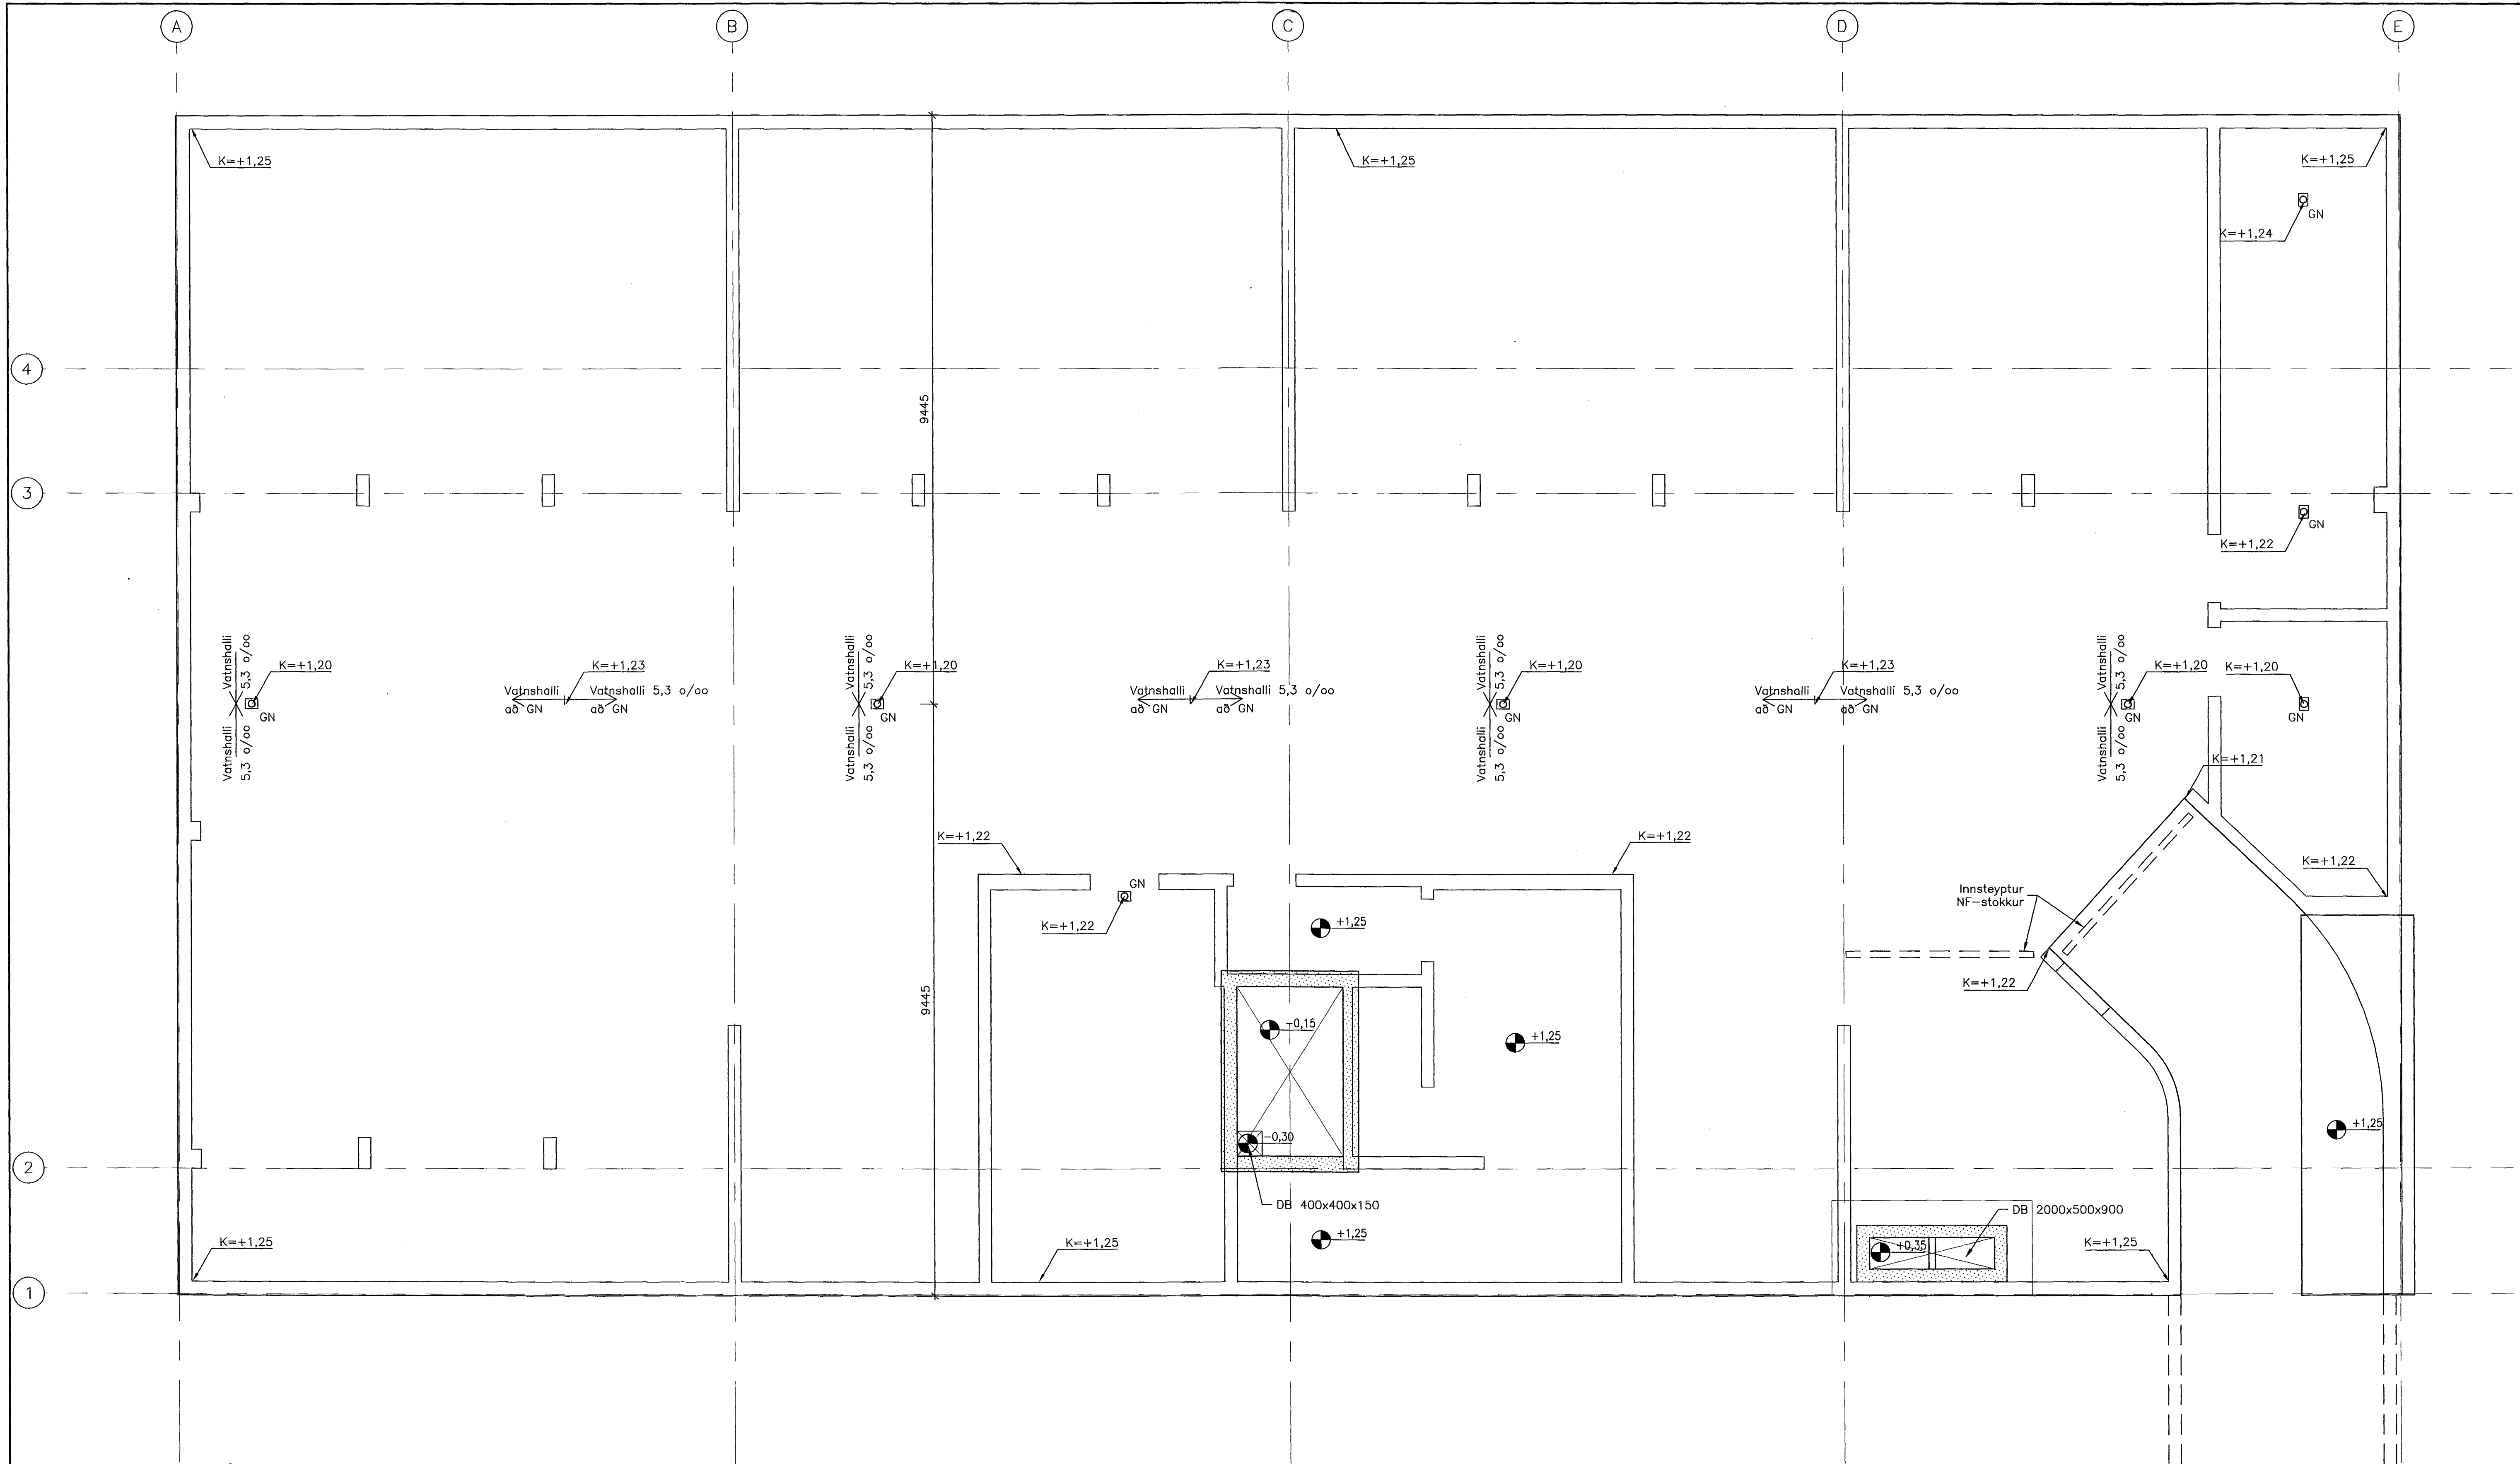 A
B
C
D
E
K=+1,25
K=+1,25
K=+1,25
GN
K=+1,24
4
9445
3
GN
K=+1,22
Vatnshalli
5,3 o/oo
K=+1,20
GN
Vatnshalli
5,3 o/oo
K=+1,23
Vatnshalli
að GN
Vatnshalli 5,3 o/oo
að GN
Vatnshalli
5,3 o/oo
K=+1,20
GN
Vatnshalli
5,3 o/oo
K=+1,23
Vatnshalli
að GN
Vatnshalli 5,3 o/oo
að GN
Vatnshalli
5,3 o/oo
K=+1,20
GN
Vatnshalli
5,3 o/oo
K=+1,23
Vatnshalli
að GN
Vatnshalli 5,3 o/oo
að GN
Vatnshalli
5,3 o/oo
K=+1,20
GN
Vatnshalli
5,3 o/oo
K=+1,20
GN
K=+1,21
K=+1,22
K=+1,22
K=+1,22
GN
K=+1,22
Innsteyptur
NF-stokkur
+1,25
K=+1,22
9445
-0,15
+1,25
+1,25
-0,30
2
DB 400x400x150
DB 2000x500x900
K=+1,25
K=+1,25
+1,25
+0,35
K=+1,25
1